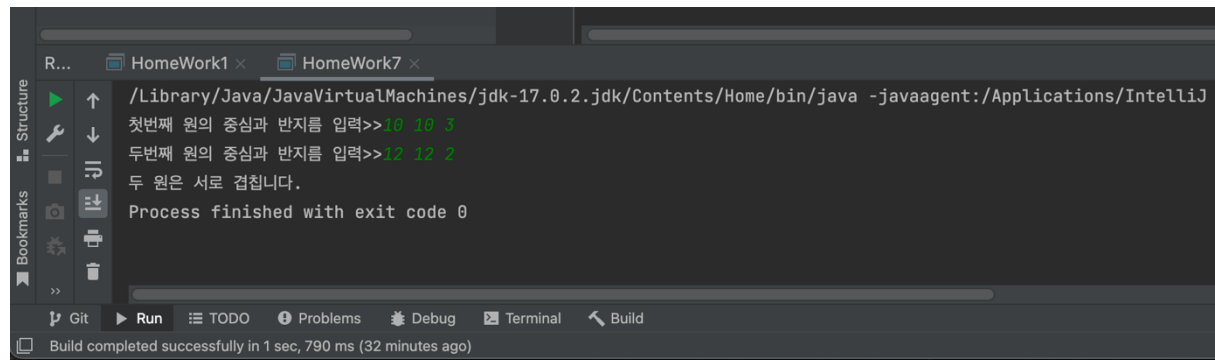 R...
HomeWork1
HomeWork7
Structure
Bookmarks
/Library/Java/JavaVirtualMachines/jdk-17.0.2.jdk/Contents/Home/bin/java -javaagent:/Applications/IntelliJ
첫번째 원의 중심과 반지름 입력>>10 10 3
두번째 원의 중심과 반지름 입력>>12 12 2
두 원은 서로 겹칩니다.
Process finished with exit code 0
Git Run TODO Problems Debug Terminal Build
Build completed successfully in 1 sec, 790 ms (32 minutes ago)